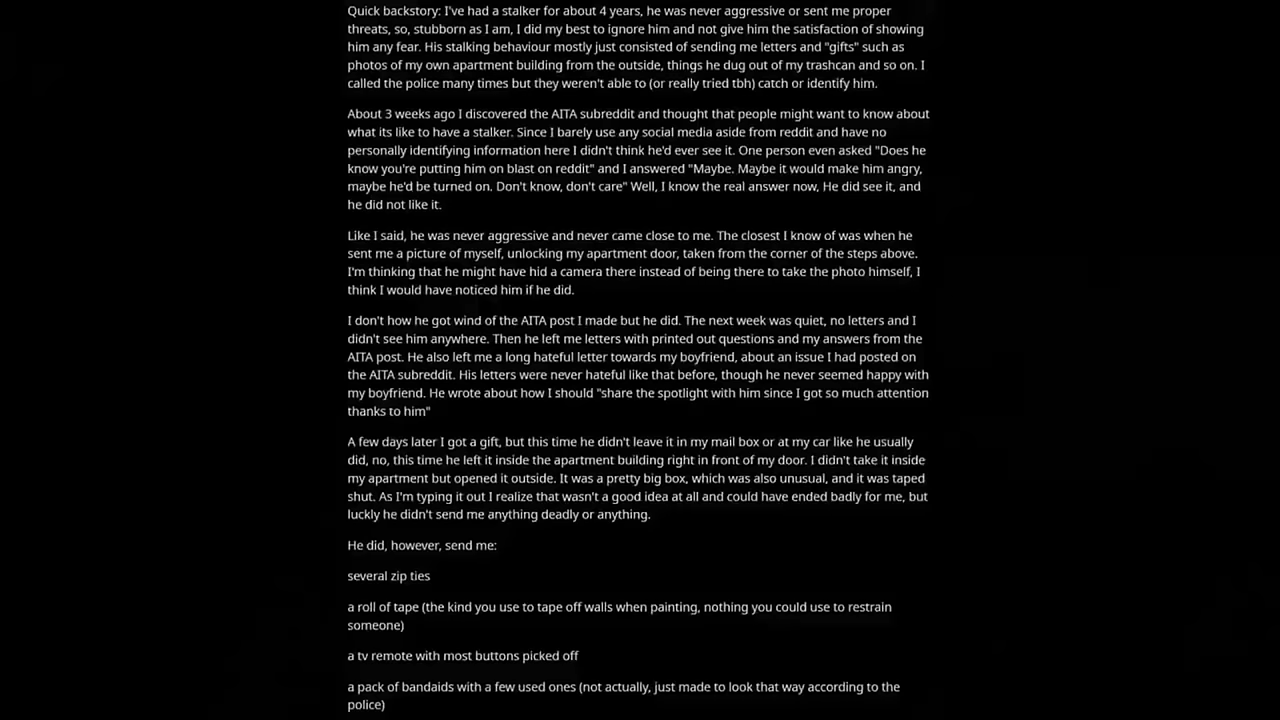 Quick backstory: I've had a stalker for about 4 years, he was never aggressive or sent me proper
threats, so, stubborn as I am, I did my best to ignore him and not give him the satisfaction of showing
him any fear. His stalking behaviour mostly just consisted of sending me letters and "gifts" such as
photos of my own apartment building from the outside, things he dug out of my trashcan and so on. I
called the police many times but they weren't able to (or really tried tbh) catch or identify him.
About 3 weeks ago I discovered the AITA subreddit and thought that people might want to know about
what its like to have a stalker. Since I barely use any social media aside from reddit and have no
personally identifying information here I didn't think he'd ever see it. One person even asked "Does he
know you're putting him on blast on reddit" and I answered "Maybe. Maybe it would make him angry,
maybe he'd be turned on. Don't know, don't care" Well, I know the real answer now, He did see it, and
he did not like it.
Like I said, he was never aggressive and never came close to me. The closest I know of was when he
sent me a picture of myself, unlocking my apartment door, taken from the corner of the steps above.
I'm thinking that he might have hid a camera there instead of being there to take the photo himself, I
think I would have noticed him if he did.
I don't how he got wind of the AITA post I made but he did. The next week was quiet, no letters and I
didn't see him anywhere. Then he left me letters with printed out questions and my answers from the
AITA post. He also left me a long hateful letter towards my boyfriend, about an issue I had posted on
the AITA subreddit. His letters were never hateful like that before, though he never seemed happy with
my boyfriend. He wrote about how I should "share the spotlight with him since I got so much attention
thanks to him"
A few days later I got a gift, but this time he didn't leave it in my mail box or at my car like he usually
did, no, this time he left it inside the apartment building right in front of my door. I didn't take it inside
my apartment but opened it outside. It was a pretty big box, which was also unusual, and it was taped
shut. As I'm typing it out I realize that wasn't a good idea at all and could have ended badly for me, but
luckily he didn't send me anything deadly or anything.
He did, however, send me:
several zip ties
a roll of tape (the kind you use to tape off walls when painting, nothing you could use to restrain
someone)
a tv remote with most buttons picked off
a pack of bandaids with a few used ones (not actually, just made to look that way according to the
police)